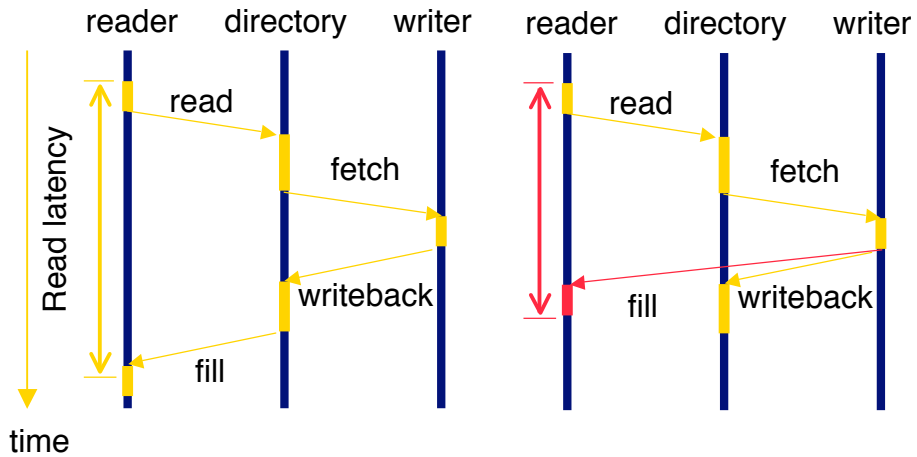 reader directory writer
read
fetch
Read latency
writeback
fill
time
reader directory writer
read
fetch
fill
writeback